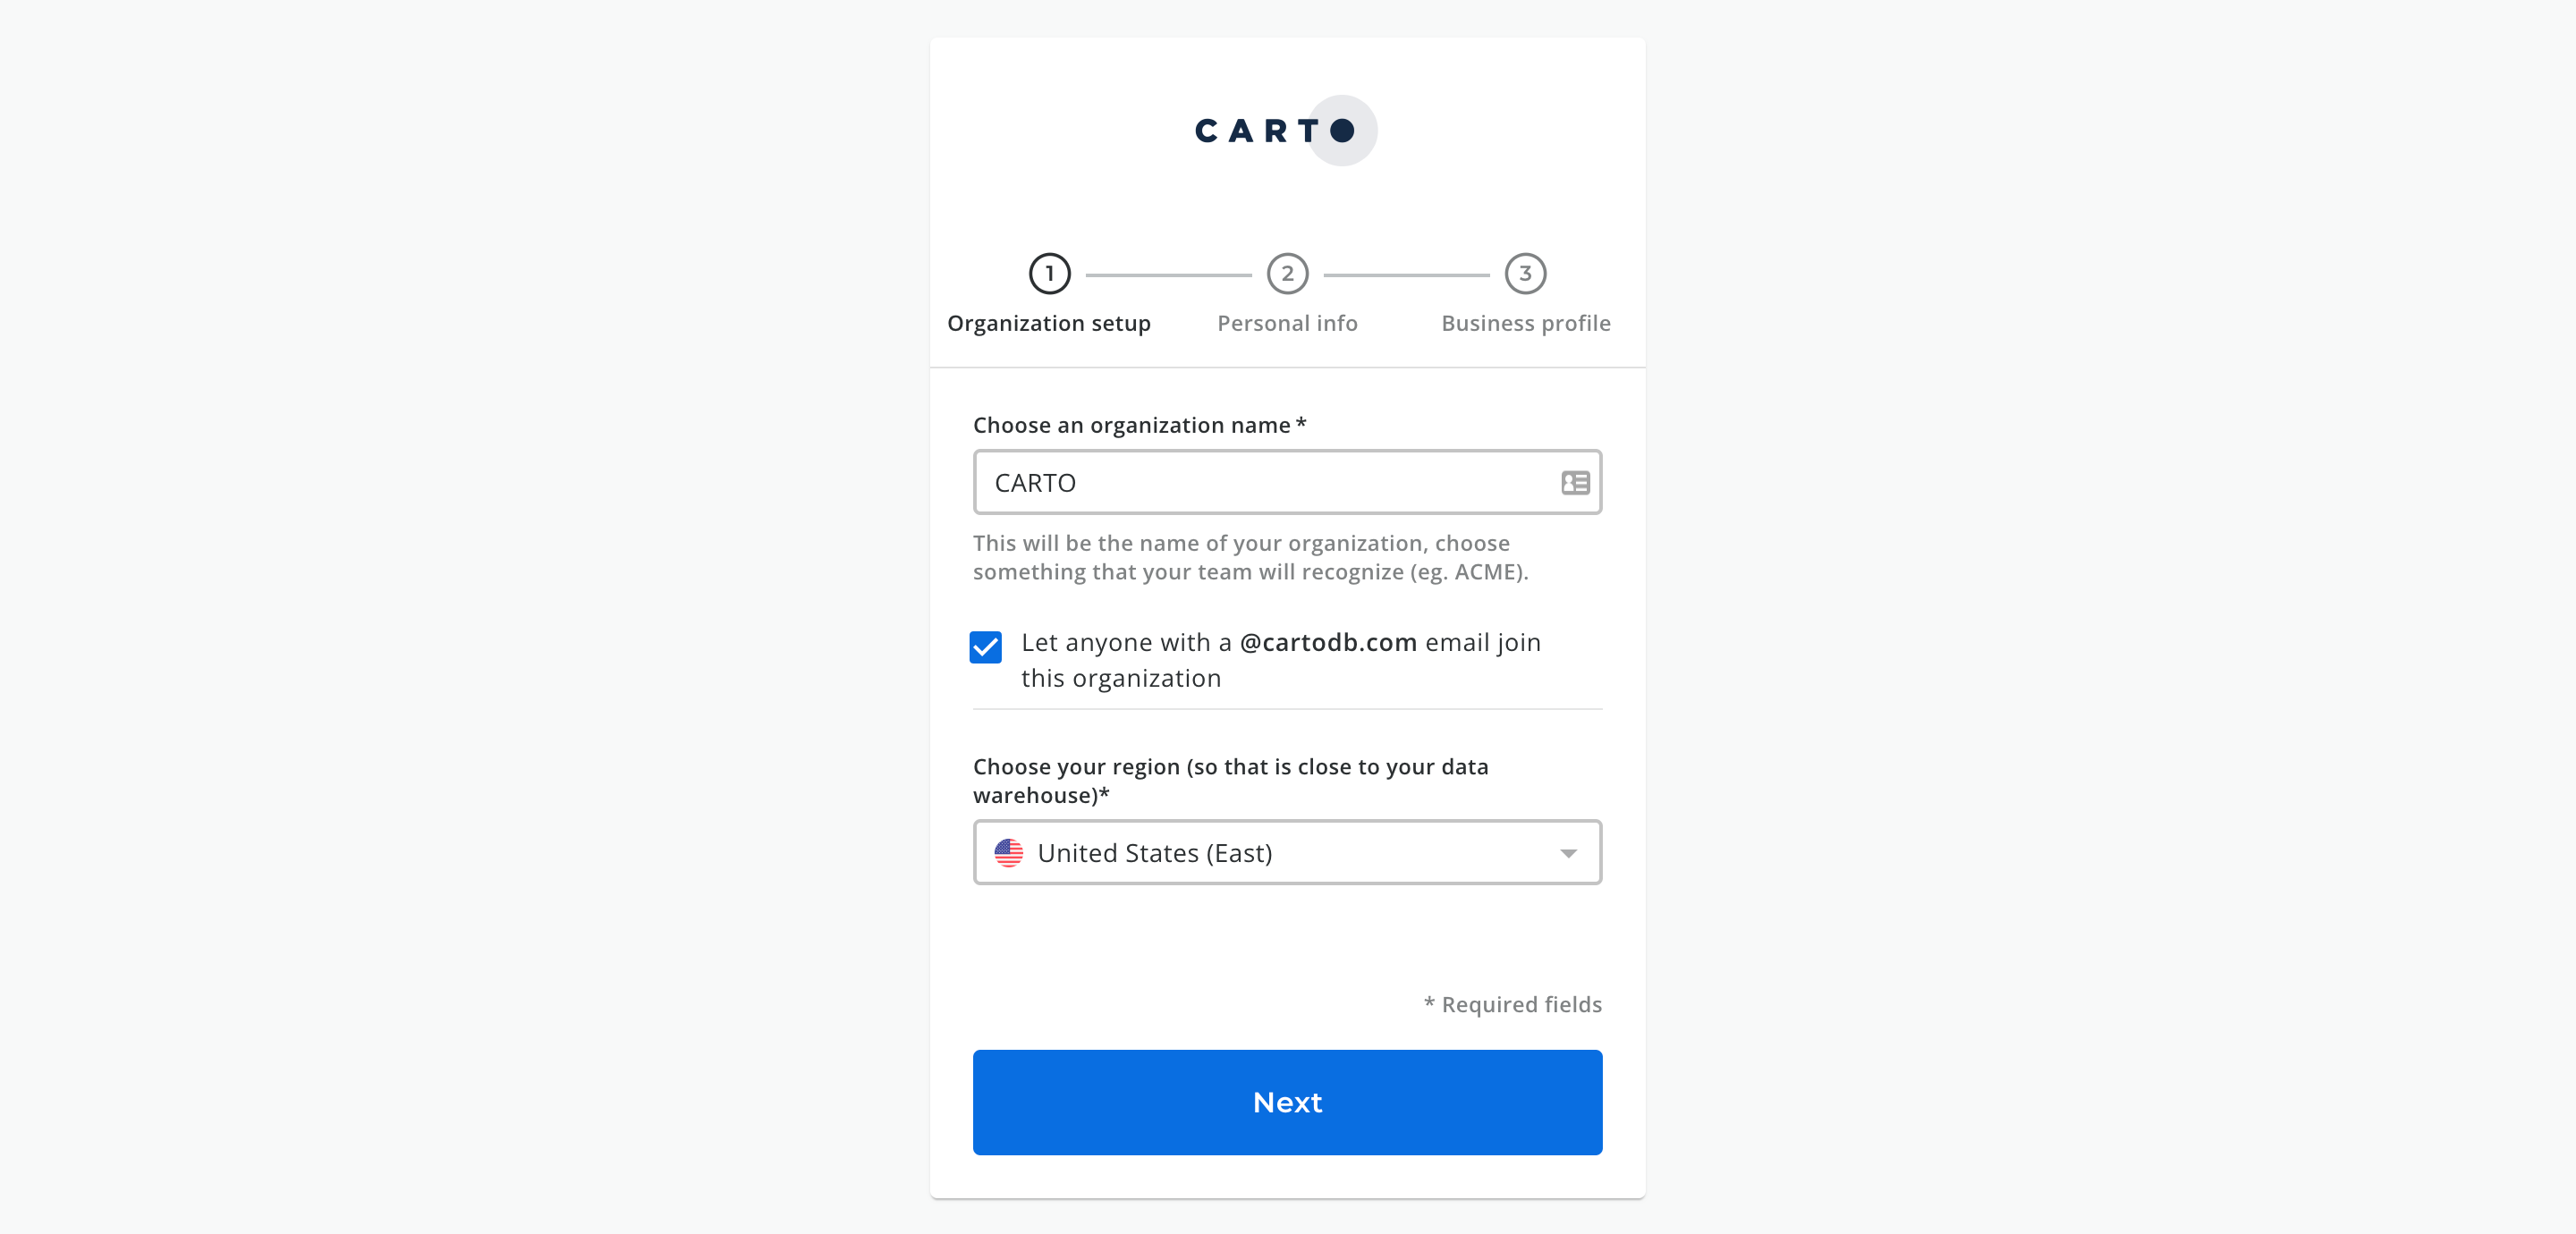 CARTO
1
2
3
Organization setup
Personal info
Business profile
Choose an organization name *
CARTO
This will be the name of your organization, choose
something that your team will recognize (eg. ACME).
Let anyone with a @cartodb.com email join
this organization
Choose your region (so that is close to your data
warehouse)*
United States (East)
* Required fields
Next